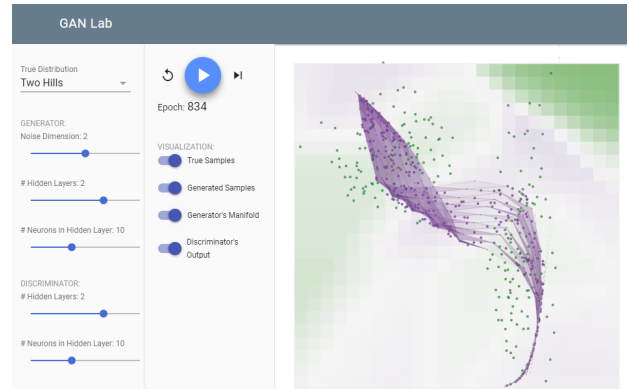 GAN Lab
True Distribution
Two Hills
GENERATOR:
Noise Dimension: 2
# Hidden Layers: 2
# Neurons in Hidden Layer: 10
DISCRIMINATOR:
# Hidden Layers: 2
# Neurons in Hidden Layer: 10
Epoch: 834
VISUALIZATION:
True Samples
Generated Samples
Generator's Manifold
Discriminator's
Output